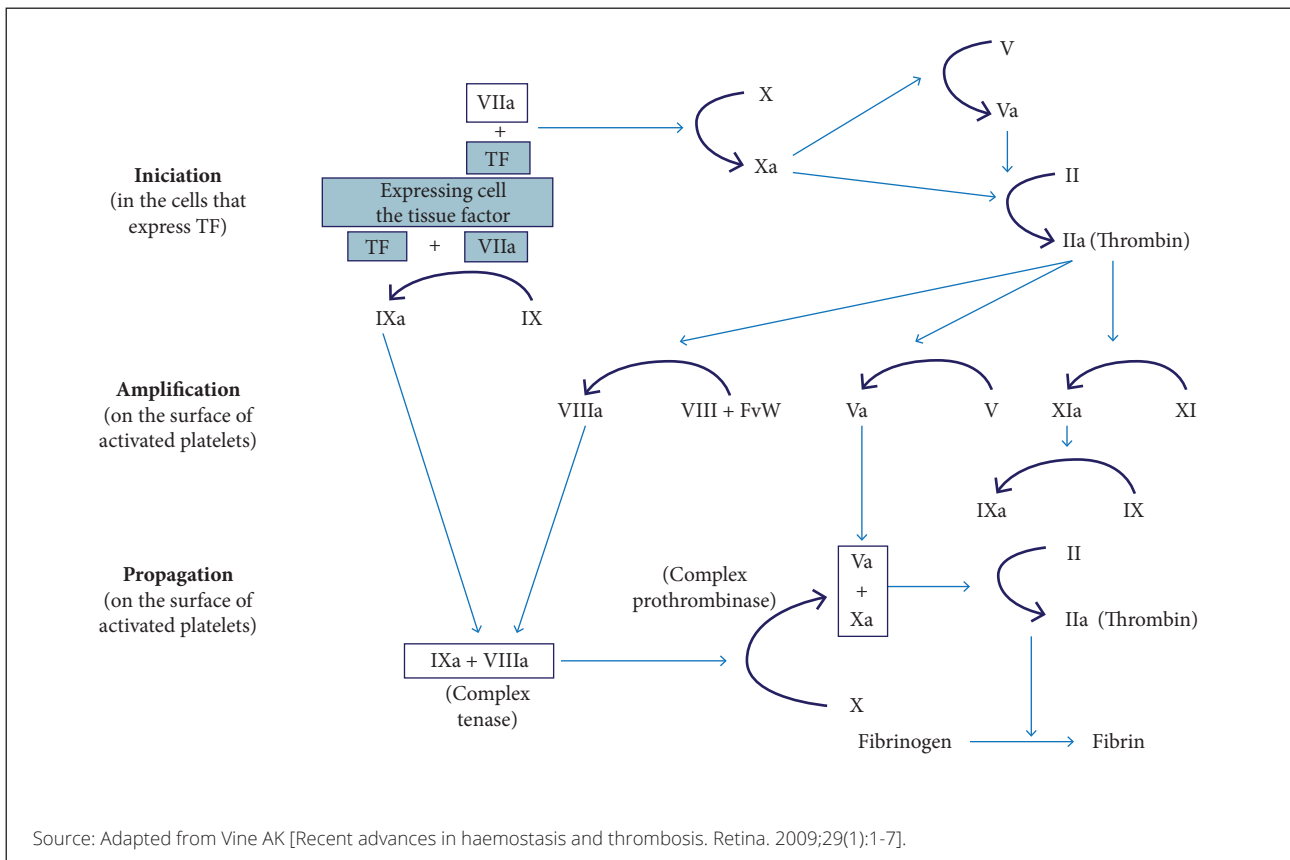 VIIa
+
TF
Expressing cell
the tissue factor
TF + VIIa
IXa IX
X
Xa
V
Va
II
IIa (Thrombin)
Iniciation
(in the cells that
express TF)
Amplification
(on the surface of
activated platelets)
VIIIa VIII + FvW
Va V
XIa XI
IXa IX
Propagation
(on the surface of
activated platelets)
IXa + VIIIa
(Complex
tenase)
(Complex
prothrombinase)
Va
+
Xa
X
II
IIa (Thrombin)
Fibrinogen Fibrin
Source: Adapted from Vine AK [Recent advances in haemostasis and thrombosis. Retina. 2009;29(1):1-7].